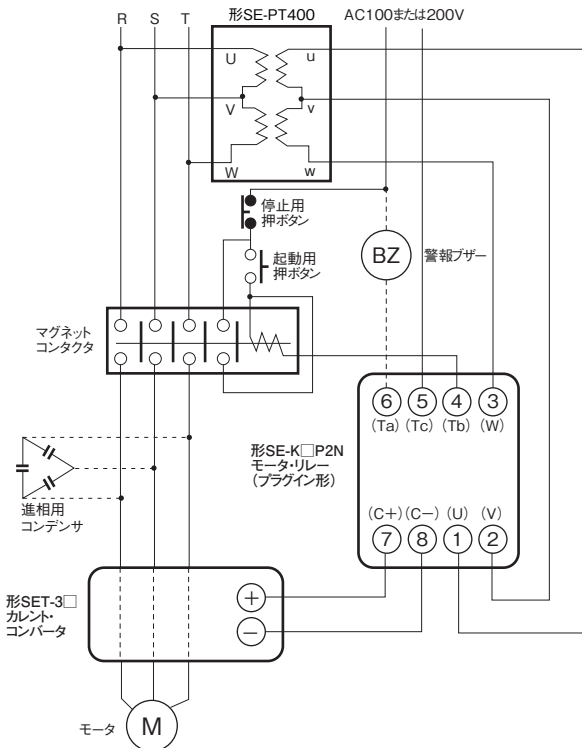 形SE-PT400
AC100または200V
R
S
T
U
u
V
v
W
w
停止用
押ボタン
起動用
押ボタン
BZ
警報ブザー
マグネット
コンタクタ
6
5
4
3
(Ta)
(Tc)
(Tb)
(W)
形SE-K□P2N
モータ・リレー
(プラグイン形)
(C+)
(C−)
(U)
(V)
7
8
1
2
進相用
コンデンサ
形SET-3□
カレント・
コンバータ
+
−
モータ
M